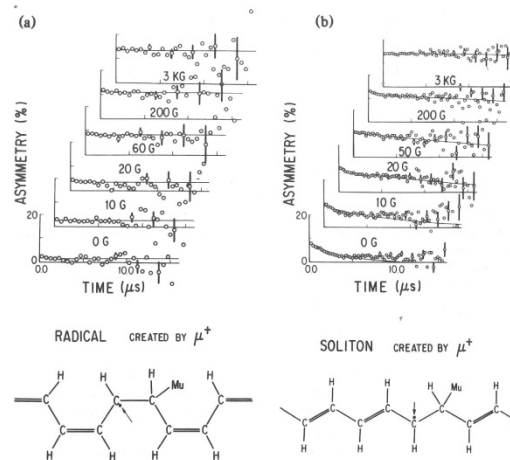 (a)
ASYMMETRY (%)
3 KG
200 G
60 G
20 G
10 G
20
0 G
0
0.0
10.0
TIME (μs)
(b)
ASYMMETRY (%)
3 KG
200 G
50 G
20 G
10 G
20
0 G
0
0.0
10.0
TIME (μs)
RADICAL CREATED BY μ+
H
H
H
Mu
H
C
C
C
C
C
C
C
C
H
H
H
H
SOLITON CREATED BY μ+
H
H
H
H
Mu
H
C
C
C
C
C
C
C
C
H
H
H
H